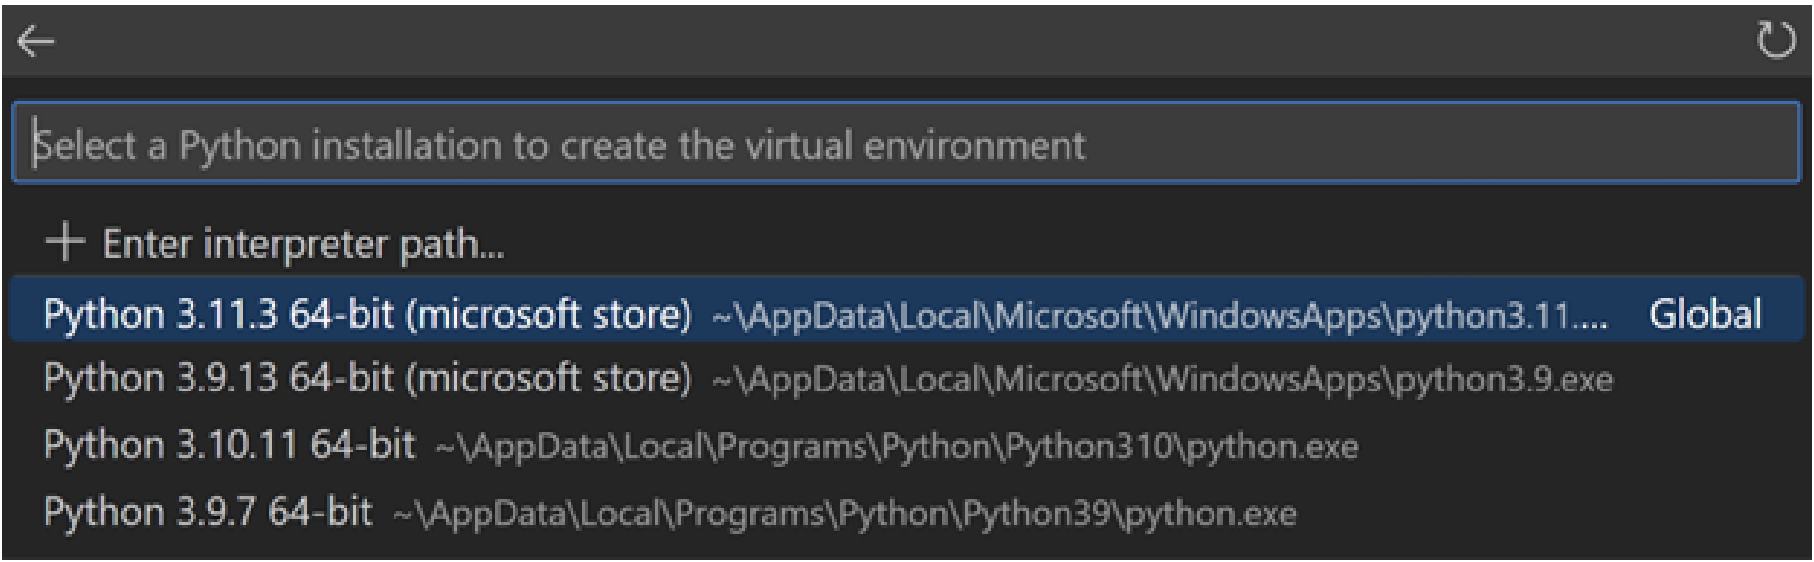 Select a Python installation to create the virtual environment
+ Enter interpreter path...
Python 3.11.3 64-bit (microsoft store) ~\AppData\Local\Microsoft\WindowsApps\python3.11.... Global
Python 3.9.13 64-bit (microsoft store) ~\AppData\Local\Microsoft\WindowsApps\python3.9.exe
Python 3.10.11 64-bit ~\AppData\Local\Programs\Python\Python310\python.exe
Python 3.9.7 64-bit ~\AppData\Local\Programs\Python\Python39\python.exe